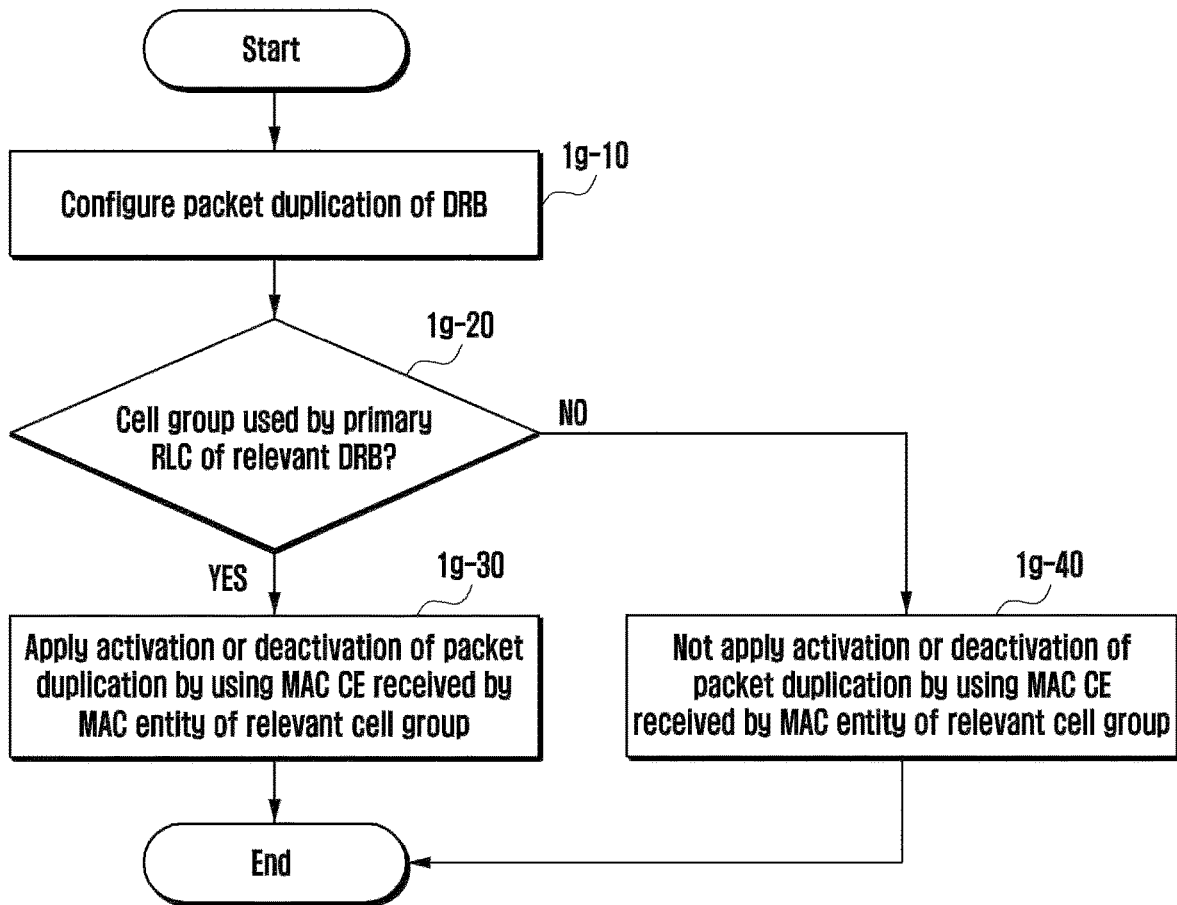 Start
1g-10
Configure packet duplication of DRB
1g-20
Cell group used by primary
RLC of relevant DRB?
NO
YES
1g-30
Apply activation or deactivation of packet
duplication by using MAC CE received by
MAC entity of relevant cell group
1g-40
Not apply activation or deactivation of
packet duplication by using MAC CE
received by MAC entity of relevant cell group
End